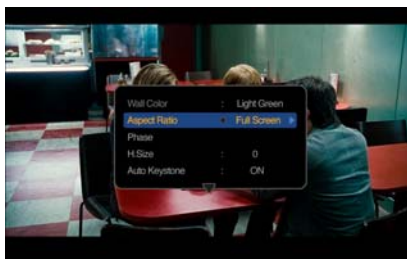 Wall Color : Light Green
Aspect Ratio Full Screen
Phase
H.Size : 0
Auto Keystone : ON